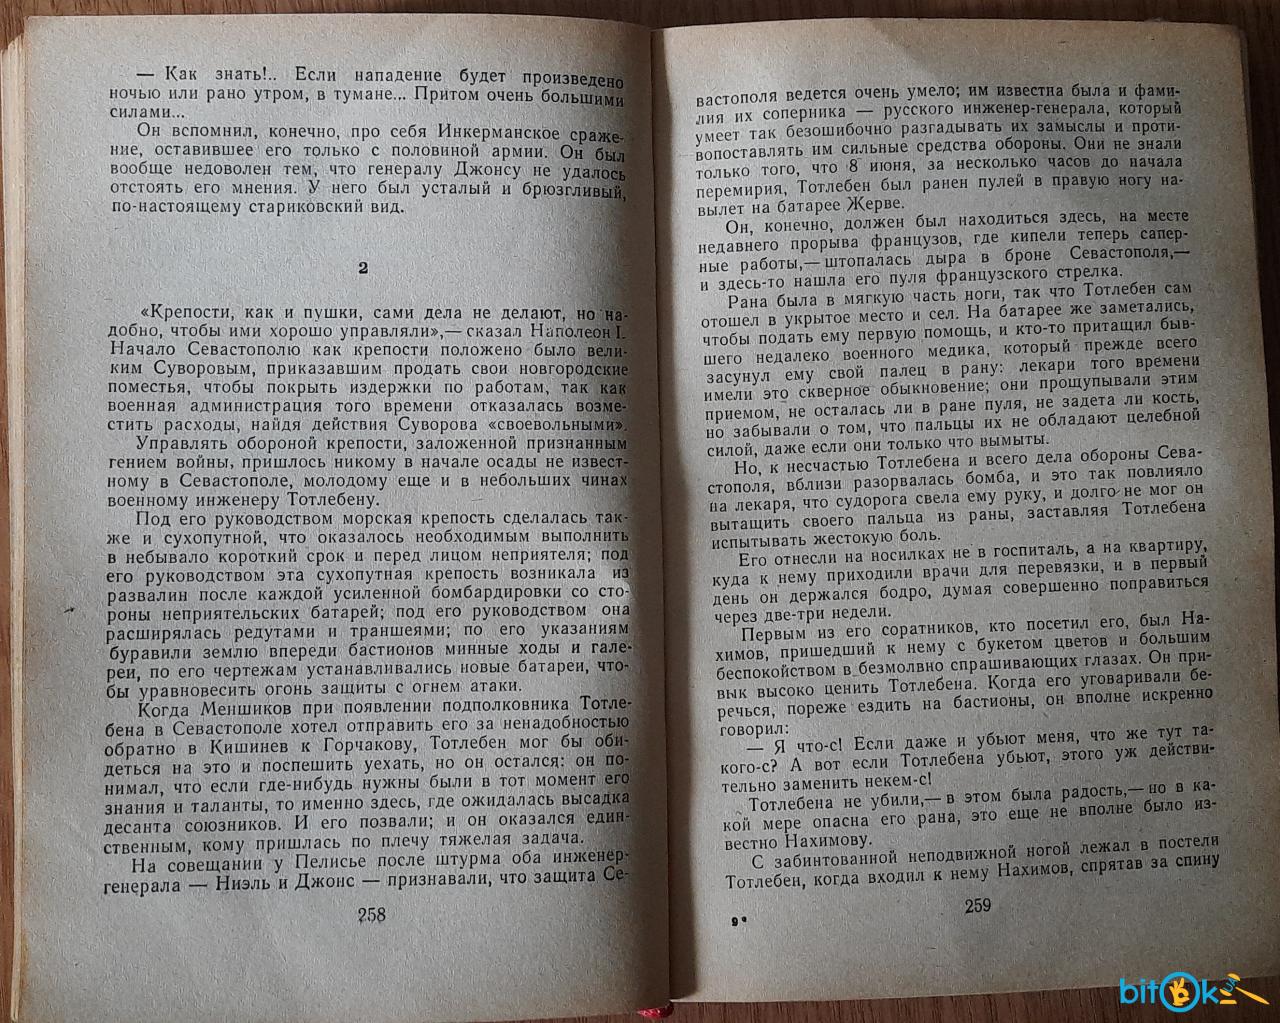 — Как знать!.. Если нападение будет произведено
ночью или рано утром, в тумане... Притом очень большими
силами...
Он вспомнил, конечно, про себя Инкерманское сраже-
ние, оставившее его только с половиной армии. Он был
вообще недоволен тем, что генералу Джонсу не удалось
отстоять его мнения. У него был усталый и брюзгливый,
по-настоящему стариковский вид.
2
«Крепости, как и пушки, сами дела не делают, но на-
добно, чтобы ими хорошо управляли»,— сказал Наполеон I.
Начало Севастополю как крепости положено было вели-
ким Суворовым, приказавшим продать свои новгородские
поместья, чтобы покрыть издержки по работам, так как
военная администрация того времени отказалась возме-
стить расходы, найдя действия Суворова «своевольными».
Управлять обороной крепости, заложенной признанным
гением войны, пришлось никому в начале осады не извест-
ному в Севастополе, молодому еще и в небольших чинах
военному инженеру Тотлебену.
Под его руководством морская крепость сделалась так-
же и сухопутной, что оказалось необходимым выполнить
в небывало короткий срок и перед лицом неприятеля; под
его руководством эта сухопутная крепость возникала из
развалин после каждой усиленной бомбардировки со сто-
роны неприятельских батарей; под его руководством она
расширялась редутами и траншеями; по его указаниям
буравили землю впереди бастионов минные ходы и гале-
реи, по его чертежам устанавливались новые батареи, что-
бы уравновесить огонь защиты с огнем атаки.
Когда Меншиков при появлении подполковника Тотле-
бена в Севастополе хотел отправить его за ненадобностью
обратно в Кишинев к Горчакову, Тотлебен мог бы оби-
деться на это и поспешить уехать, но он остался: он по-
нимал, что если где-нибудь нужны были в тот момент его
знания и таланты, то именно здесь, где ожидалась высадка
десанта союзников. И его позвали; и он оказался един-
ственным, кому пришлась по плечу тяжелая задача.
На совещании у Пелисье после штурма оба инженер-
генерала — Ниэль и Джонс — признавали, что защита Се-
258
вастополя ведется очень умело; им известна была и фами-
лия их соперника — русского инженер-генерала, который
умеет так безошибочно разгадывать их замыслы и проти-
вопоставлять им сильные средства обороны. Они не знали
только того, что 8 июня, за несколько часов до начала
перемирия, Тотлебен был ранен пулей в правую ногу на-
вылет на батарее Жерве.
Он, конечно, должен был находиться здесь, на месте
недавнего прорыва французов, где кипели теперь сапер-
ные работы,— штопалась дыра в броне Севастополя,—
и здесь-то нашла его пуля французского стрелка.
Рана была в мягкую часть ноги, так что Тотлебен сам
отошел в укрытое место и сел. На батарее же заметались,
чтобы подать ему первую помощь, и кто-то притащил быв-
шего недалеко военного медика, который прежде всего
засунул ему свой палец в рану: лекари того времени
имели это скверное обыкновение; они прощупывали этим
приемом, не осталась ли в ране пуля, не задета ли кость,
но забывали о том, что пальцы их не обладают целебной
силой, даже если они только что вымыты.
Но, к несчастью Тотлебена и всего дела обороны Сева-
стополя, вблизи разорвалась бомба, и это так повлияло
на лекаря, что судорога свела ему руку, и долго не мог он
вытащить своего пальца из раны, заставляя Тотлебена
испытывать жестокую боль.
Его отнесли на носилках не в госпиталь, а на квартиру,
куда к нему приходили врачи для перевязки, и в первый
день он держался бодро, думая совершенно поправиться
через две-три недели.
Первым из его соратников, кто посетил его, был На-
химов, пришедший к нему с букетом цветов и большим
беспокойством в безмолвно спрашивающих глазах. Он при-
вык высоко ценить Тотлебена. Когда его уговаривали бе-
речься, пореже ездить на бастионы, он вполне искренно
говорил:
— Я что-с! Если даже и убьют меня, что же тут та-
кого-с? А вот если Тотлебена убьют, этого уж действи-
тельно заменить некем-с!
Тотлебена не убили,— в этом была радость,— но в ка-
кой мере опасна его рана, это еще не вполне было из-
вестно Нахимову.
С забинтованной неподвижной ногой лежал в постели
Тотлебен, когда входил к нему Нахимов, спрятав за спину
9*
259
bitOk.ua